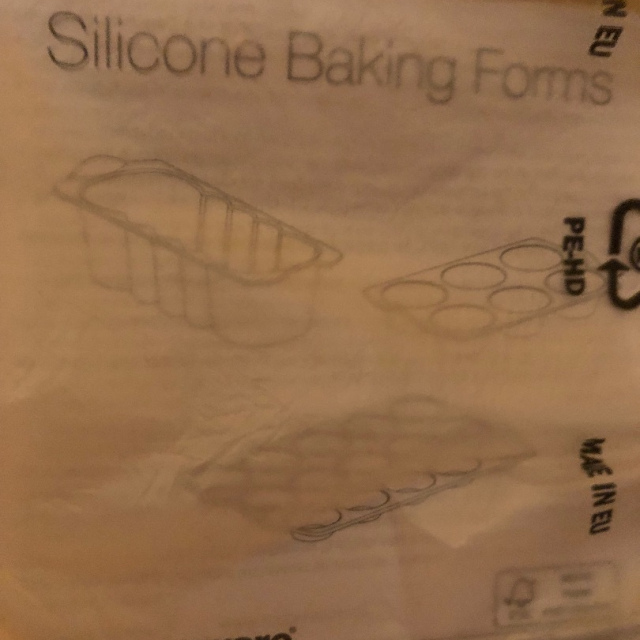 Silicone Baking Forms
N EU
PE-HD
MADE IN EU